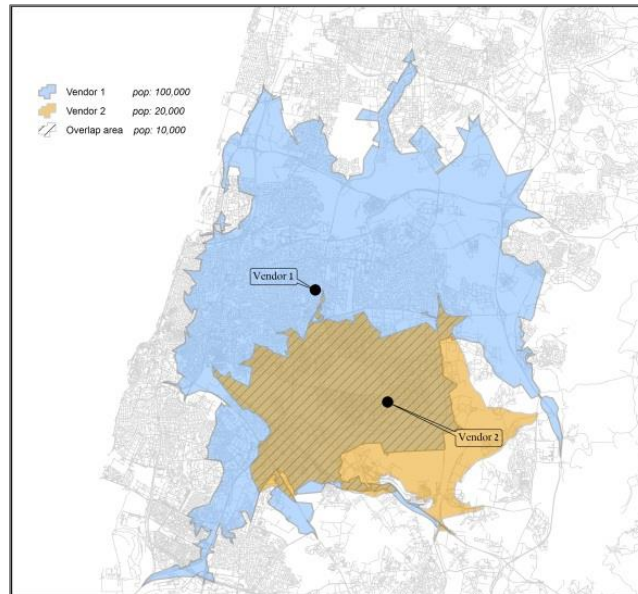 Vendor 1 pop: 100,000
Vendor 2 pop: 20,000
Overlap area pop: 10,000
Vendor 1
Vendor 2